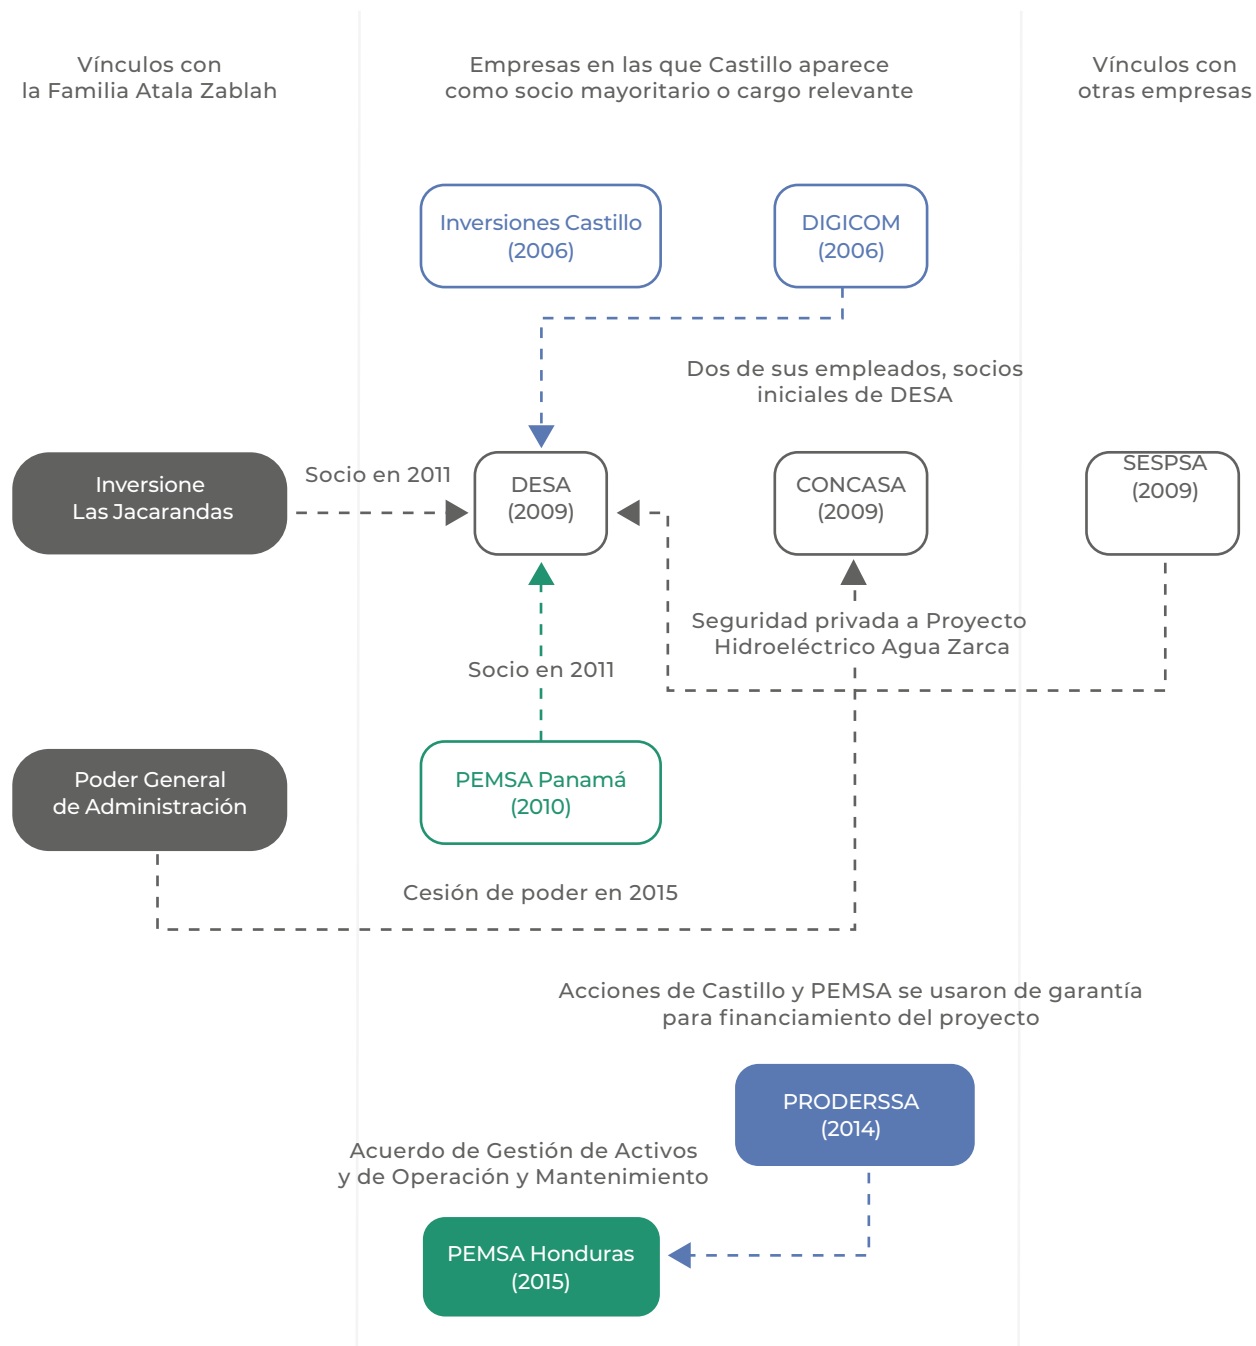 Vínculos con
la Familia Atala Zablah
Empresas en las que Castillo aparece
como socio mayoritario o cargo relevante
Vínculos con
otras empresas
Inversiones Castillo
(2006)
DIGICOM
(2006)
Dos de sus empleados, socios
iniciales de DESA
Inversione
Las Jacarandas
Socio en 2011
DESA
(2009)
CONCASA
(2009)
SESPSA
(2009)
Seguridad privada a Proyecto
Hidroeléctrico Agua Zarca
Socio en 2011
Poder General
de Administración
PEMSA Panamá
(2010)
Cesión de poder en 2015
Acciones de Castillo y PEMSA se usaron de garantía
para financiamiento del proyecto
PRODERSSA
(2014)
Acuerdo de Gestión de Activos
y de Operación y Mantenimiento
PEMSA Honduras
(2015)